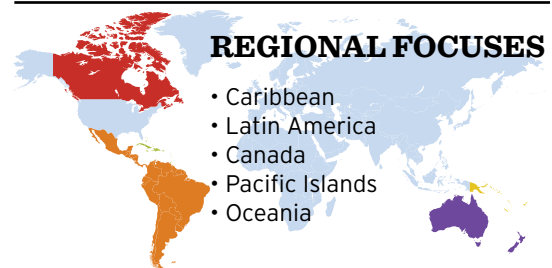 REGIONAL FOCUSES
• Caribbean
• Latin America
• Canada
• Pacific Islands
• Oceania